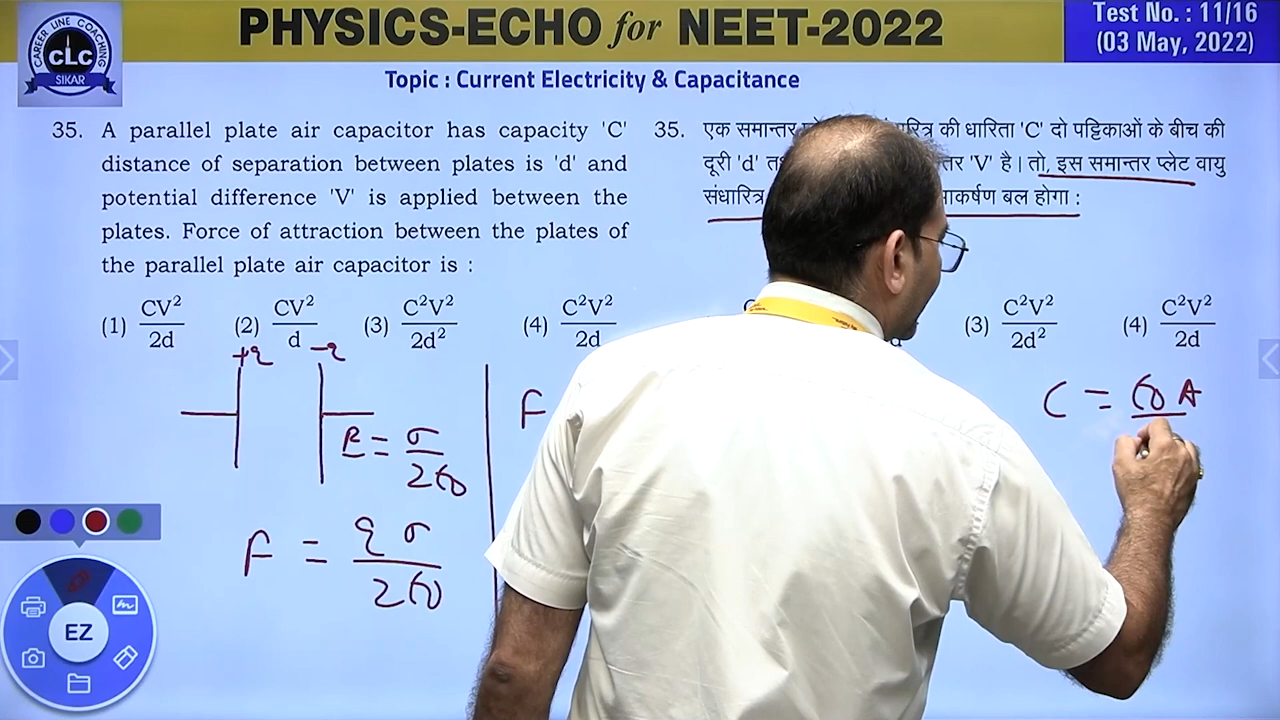 CAREER LINE COACHING
CLC
SIKAR
PHYSICS-ECHO for NEET-2022
Test No. : 11/16
(03 May, 2022)
Topic : Current Electricity & Capacitance
35. A parallel plate air capacitor has capacity 'C'
distance of separation between plates is 'd' and
potential difference 'V' is applied between the
plates. Force of attraction between the plates of
the parallel plate air capacitor is :
(1) CV²/2d (2) CV²/d (3) C²V²/2d² (4) C²V²/2d
35. एक समान्तर की धारिता 'C' दो पट्टिकाओं के बीच की
दूरी 'd' 'V' है। तो, इस समान्तर प्लेट वायु
संधारित्र बल होगा :
(3) C²V²/2d² (4) C²V²/2d
+q -q
E = σ/2ε₀
F = qσ/2ε₀
F
C = ε₀A
EZ